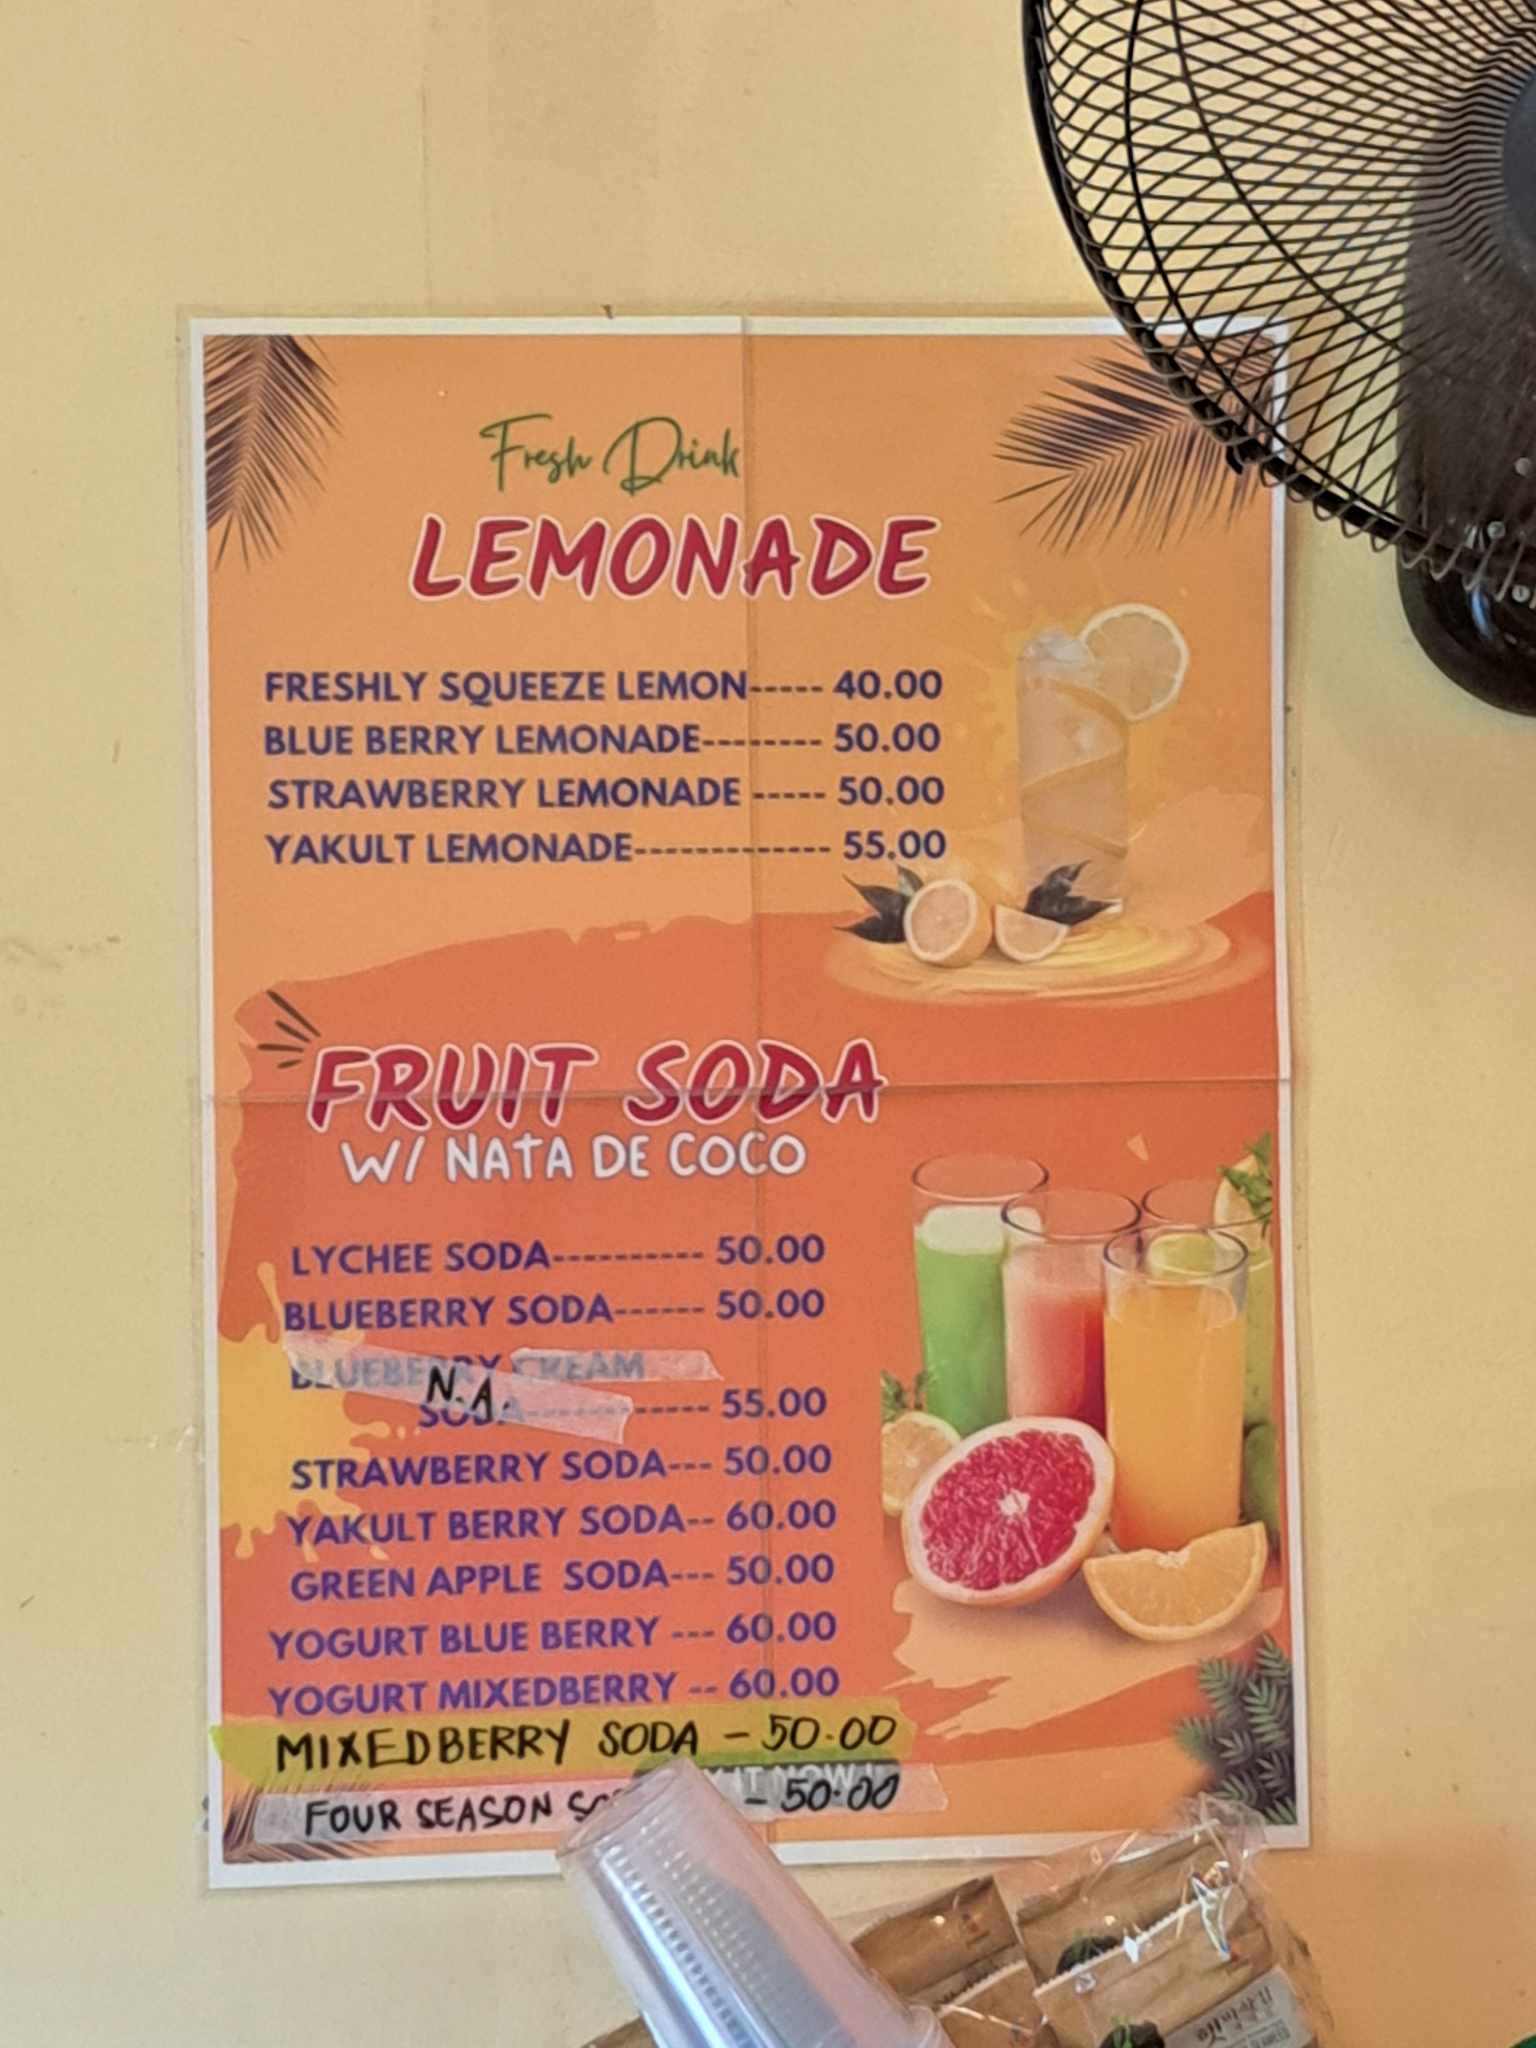 Fresh Drink
LEMONADE
FRESHLY SQUEEZE LEMON----- 40.00
BLUE BERRY LEMONADE-------- 50.00
STRAWBERRY LEMONADE ----- 50.00
YAKULT LEMONADE------------- 55.00
FRUIT SODA
W/ NATA DE COCO
LYCHEE SODA---------- 50.00
BLUEBERRY SODA------ 50.00
BLUEBERRY CREAM
N.A
SODA------------ 55.00
STRAWBERRY SODA--- 50.00
YAKULT BERRY SODA-- 60.00
GREEN APPLE SODA--- 50.00
YOGURT BLUE BERRY --- 60.00
YOGURT MIXEDBERRY -- 60.00
MIXEDBERRY SODA - 50.00
IT NOW !
FOUR SEASON - 50.00